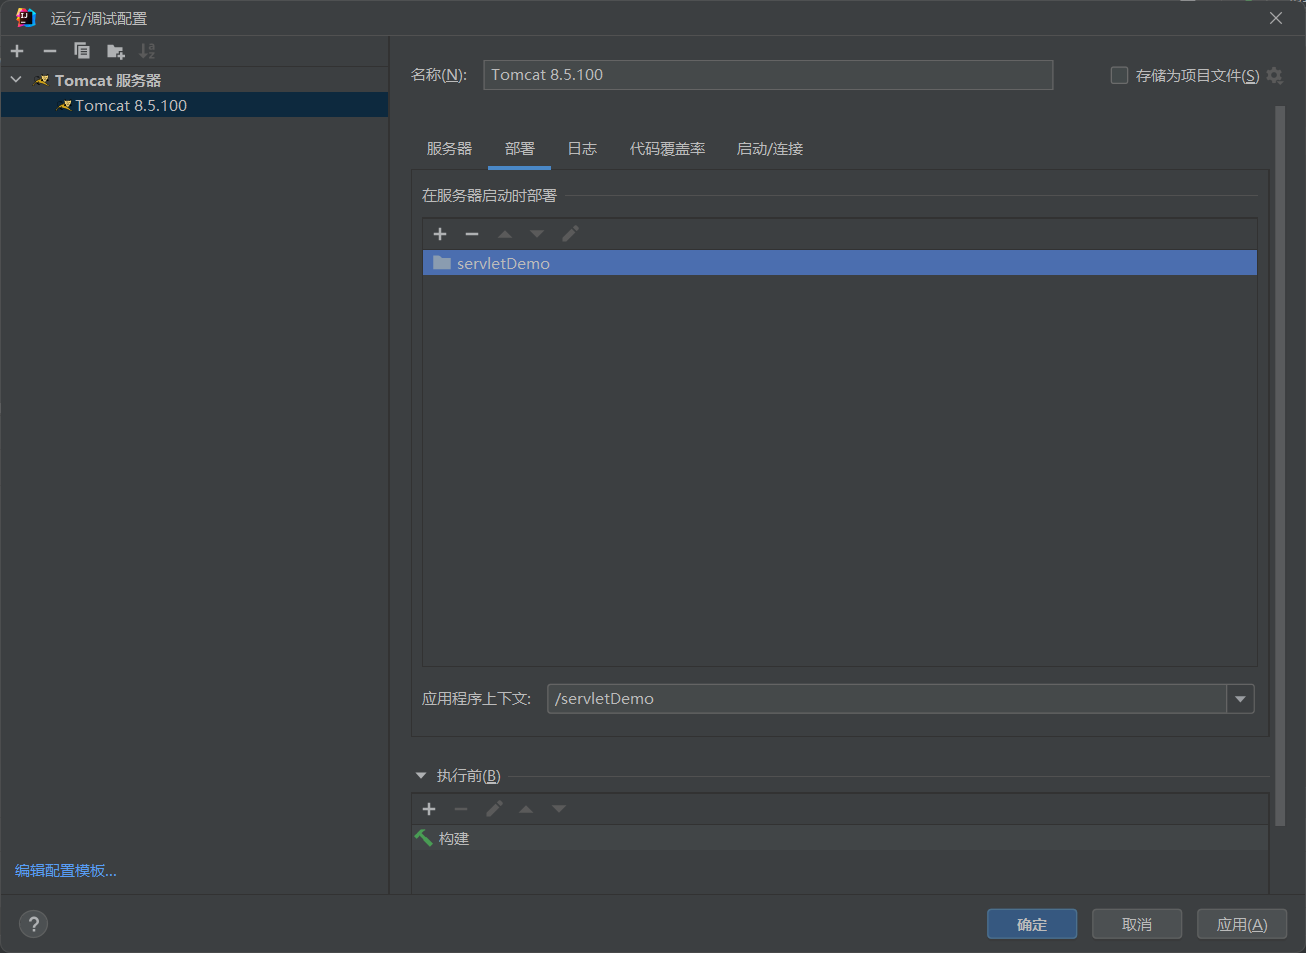 运行/调试配置
Tomcat 服务器
Tomcat 8.5.100
编辑配置模板...
名称(N): Tomcat 8.5.100 存储为项目文件(S)
服务器 部署 日志 代码覆盖率 启动/连接
在服务器启动时部署
servletDemo
应用程序上下文: /servletDemo
执行前(B)
构建
? 确定 取消 应用(A)